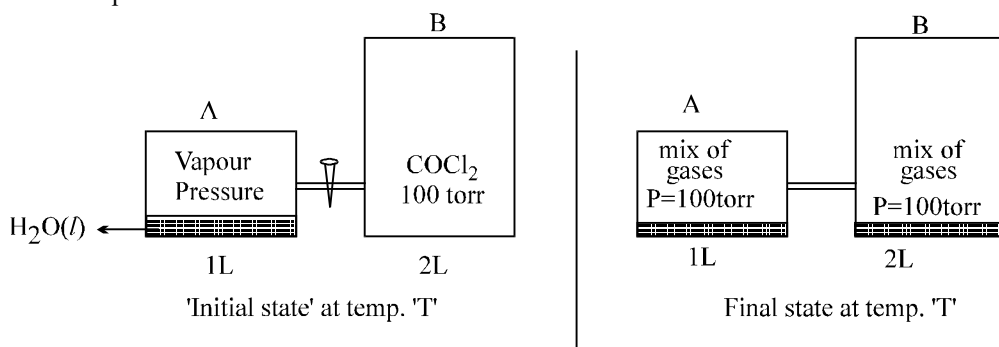 B
Λ
Vapour
Pressure
COCl₂
100 torr
H₂O(l)
1L
2L
'Initial state' at temp. 'T'
B
A
mix of
gases
P=100torr
mix of
gases
P=100torr
1L
2L
Final state at temp. 'T'